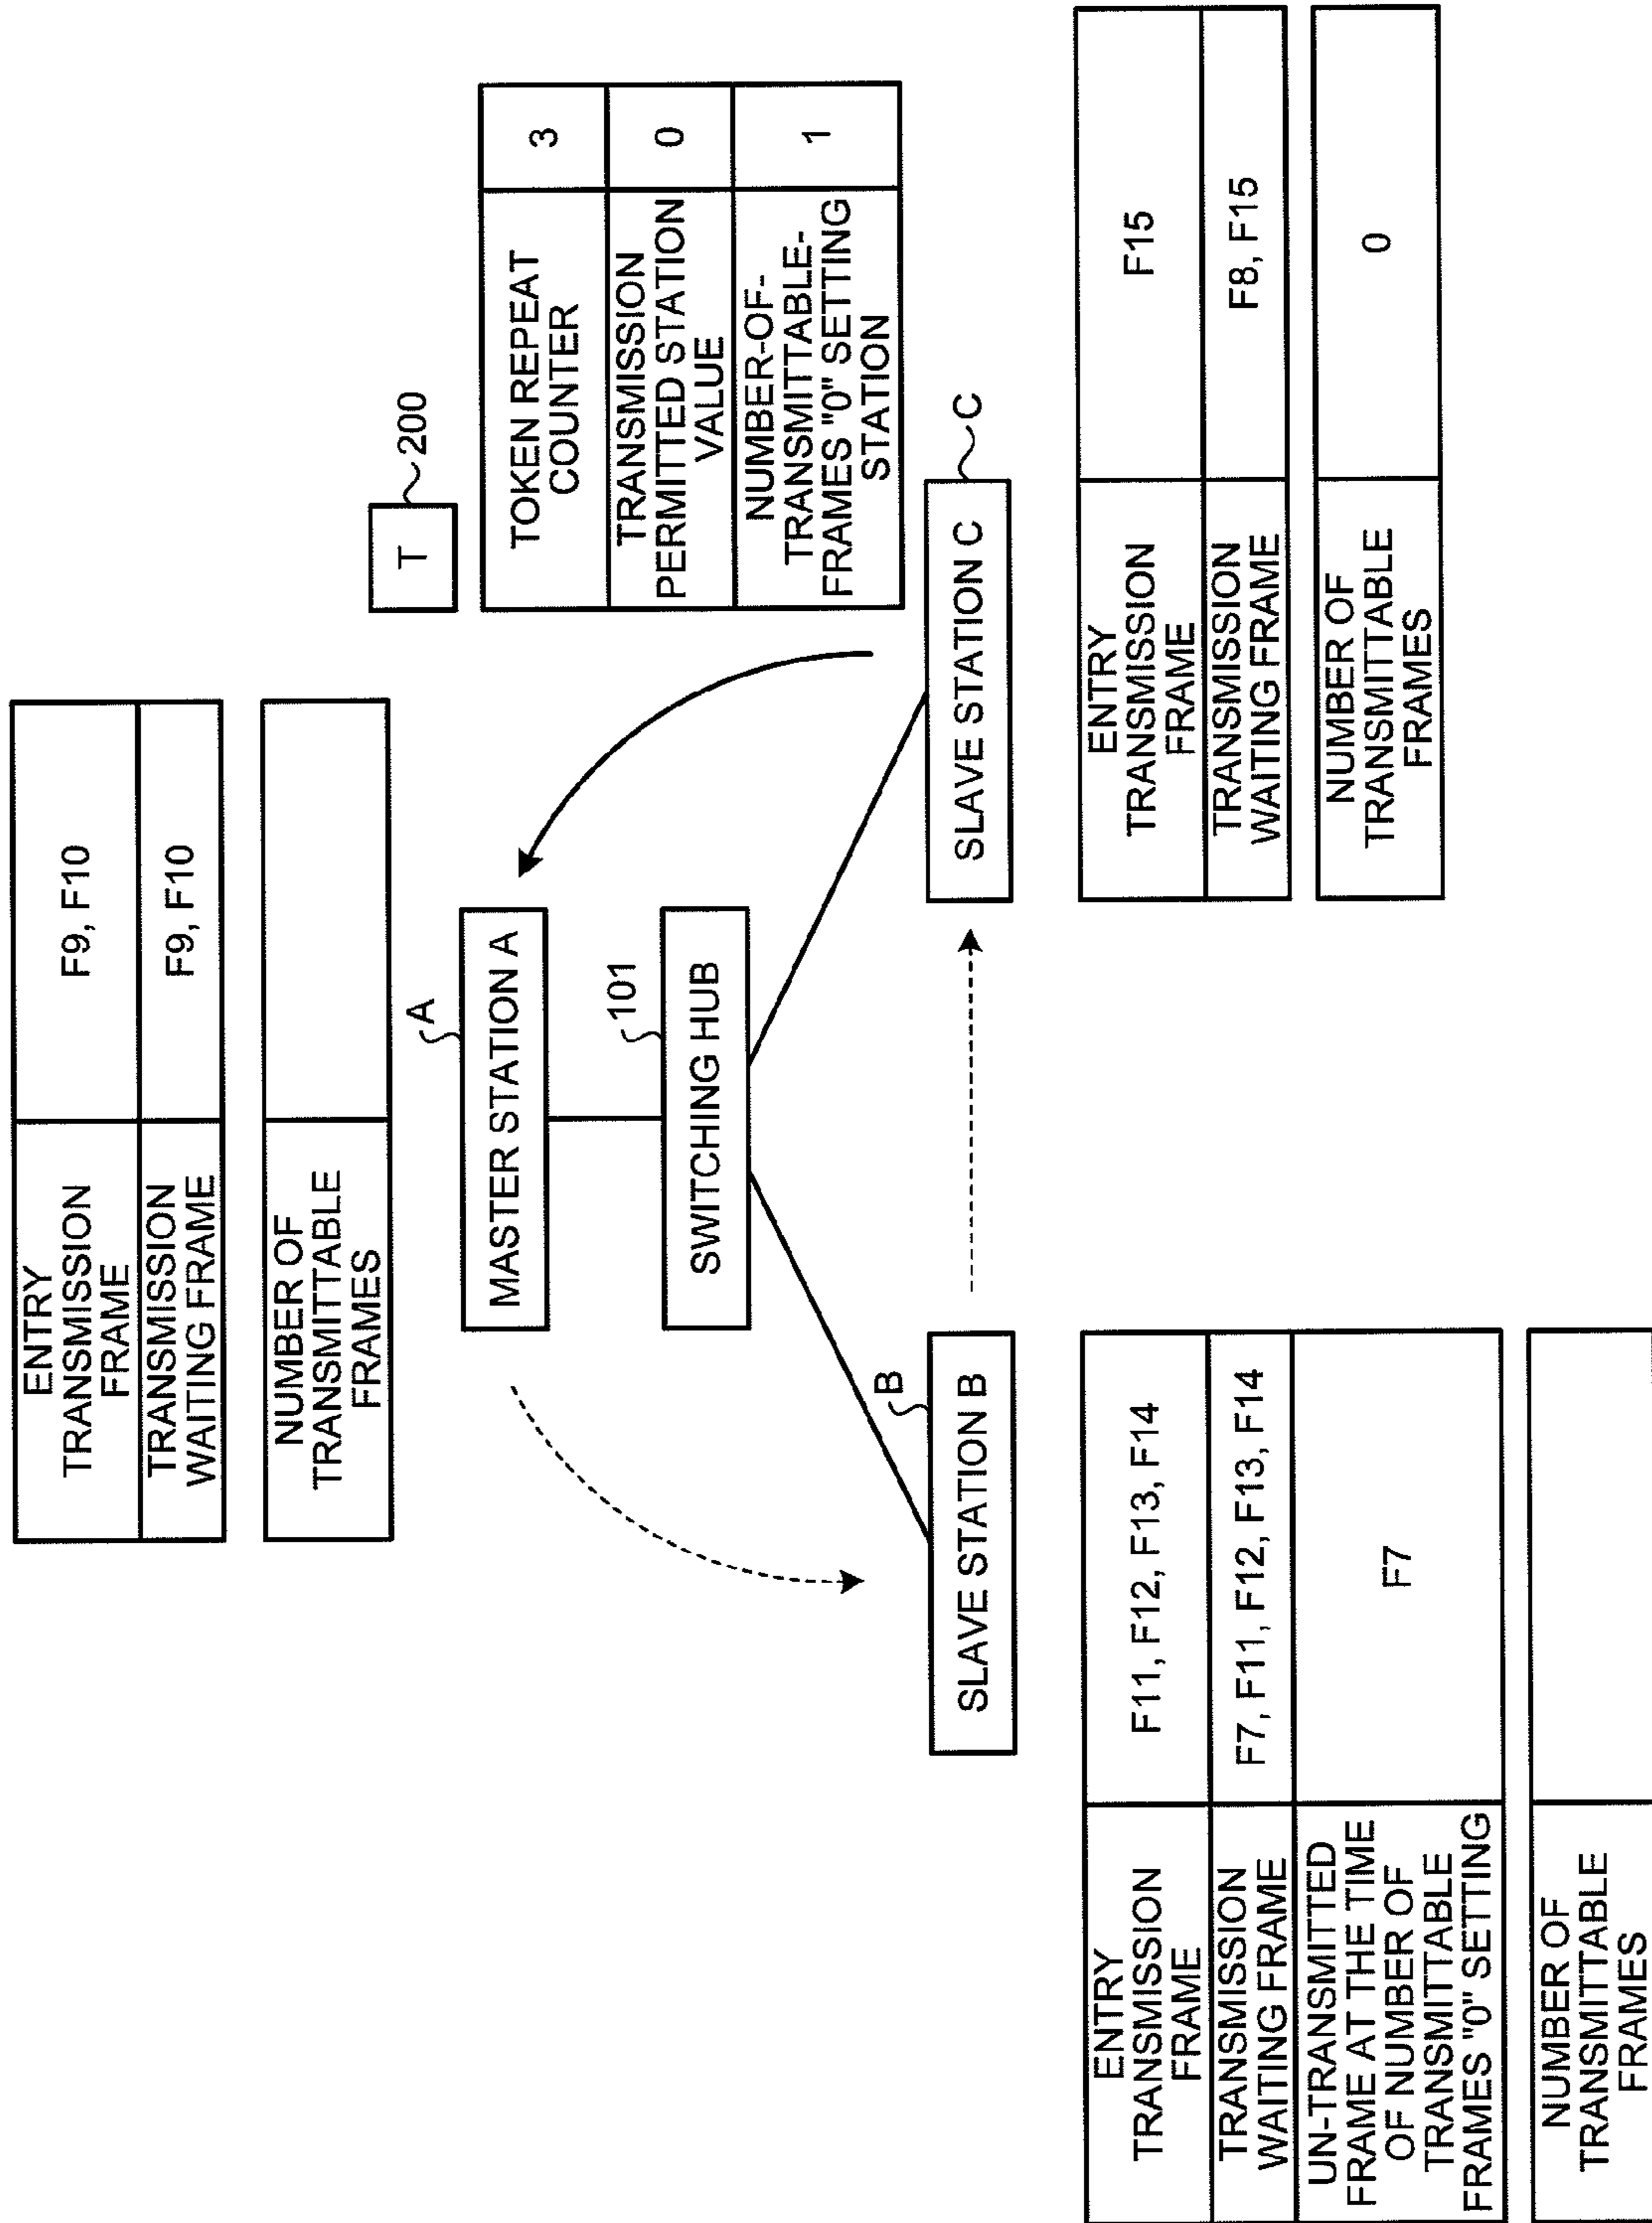 ENTRY
TRANSMISSION
FRAME
F9, F10
TRANSMISSION
WAITING FRAME
F9, F10
NUMBER OF
TRANSMITTABLE
FRAMES
T
200
TOKEN REPEAT
COUNTER
3
TRANSMISSION
PERMITTED STATION
VALUE
0
NUMBER-OF-
TRANSMITTABLE-
FRAMES "0" SETTING
STATION
1
A
MASTER STATION A
101
SWITCHING HUB
B
SLAVE STATION B
SLAVE STATION C
C
ENTRY
TRANSMISSION
FRAME
F11, F12, F13, F14
TRANSMISSION
WAITING FRAME
F7, F11, F12, F13, F14
UN-TRANSMITTED
FRAME AT THE TIME
OF NUMBER OF
TRANSMITTABLE
FRAMES "0" SETTING
F7
NUMBER OF
TRANSMITTABLE
FRAMES
ENTRY
TRANSMISSION
FRAME
F15
TRANSMISSION
WAITING FRAME
F8, F15
NUMBER OF
TRANSMITTABLE
FRAMES
0